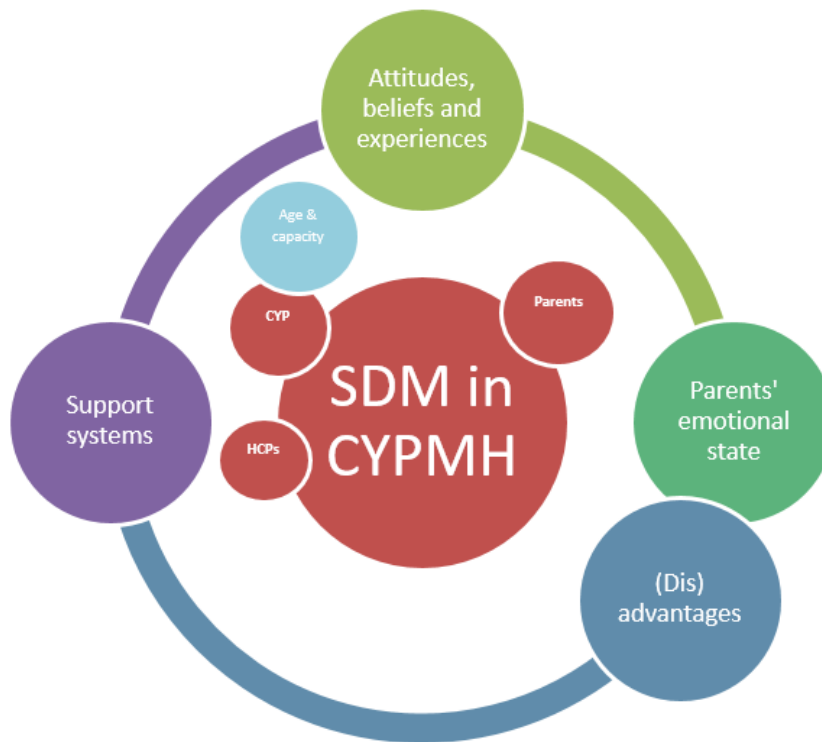 Attitudes,
beliefs and
experiences
Age &
capacity
CYP
Parents
SDM in
CYPMH
HCPs
Support
systems
Parents'
emotional
state
(Dis)
advantages